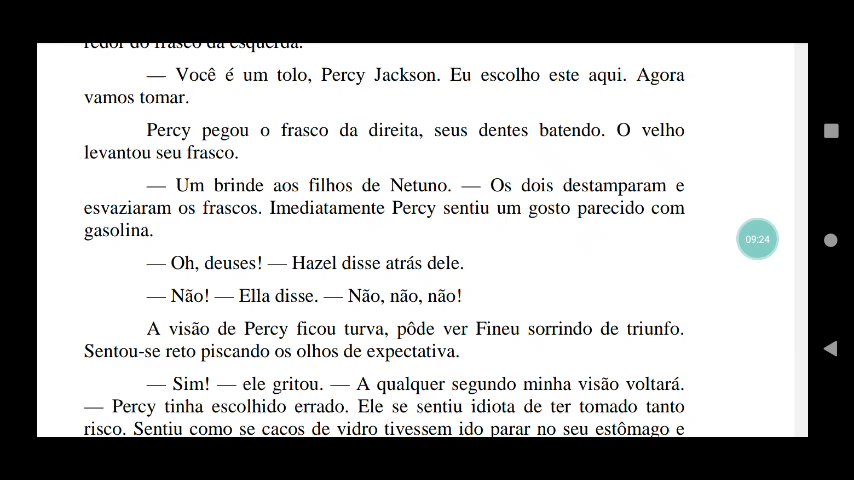 redor do frasco da esquerda.
— Você é um tolo, Percy Jackson. Eu escolho este aqui. Agora
vamos tomar.
Percy pegou o frasco da direita, seus dentes batendo. O velho
levantou seu frasco.
— Um brinde aos filhos de Netuno. — Os dois destamparam e
esvaziaram os frascos. Imediatamente Percy sentiu um gosto parecido com
gasolina.
09:24
— Oh, deuses! — Hazel disse atrás dele.
— Não! — Ella disse. — Não, não, não!
A visão de Percy ficou turva, pôde ver Fineu sorrindo de triunfo.
Sentou-se reto piscando os olhos de expectativa.
— Sim! — ele gritou. — A qualquer segundo minha visão voltará.
— Percy tinha escolhido errado. Ele se sentiu idiota de ter tomado tanto
risco. Sentiu como se cacos de vidro tivessem ido parar no seu estômago e